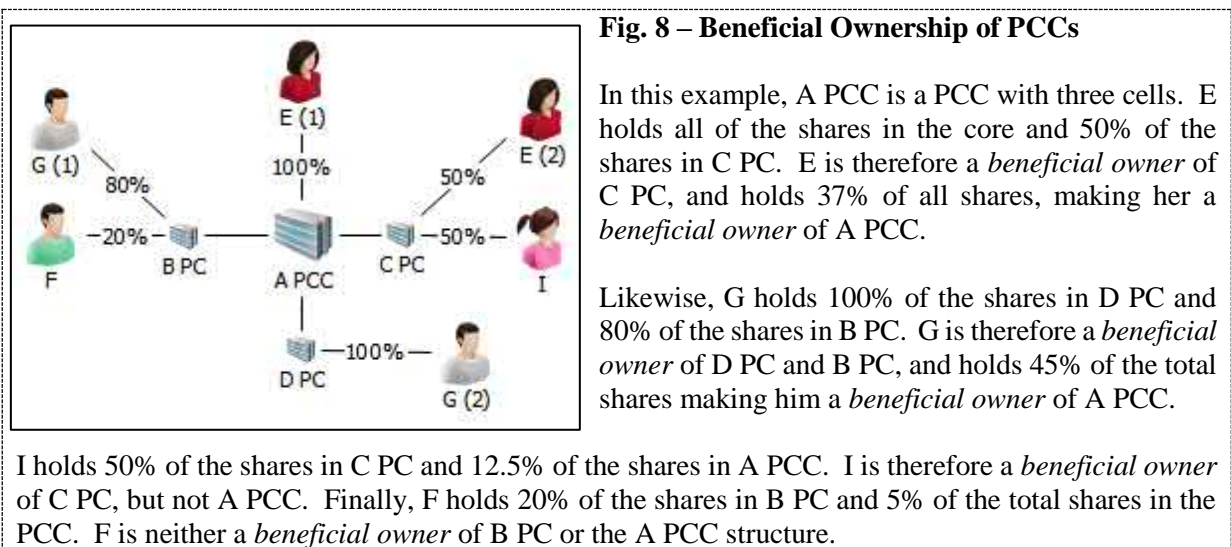 Fig. 8 – Beneficial Ownership of PCCs
In this example, A PCC is a PCC with three cells. E
holds all of the shares in the core and 50% of the
shares in C PC. E is therefore a beneficial owner of
C PC, and holds 37% of all shares, making her a
beneficial owner of A PCC.
Likewise, G holds 100% of the shares in D PC and
80% of the shares in B PC. G is therefore a beneficial
owner of D PC and B PC, and holds 45% of the total
shares making him a beneficial owner of A PCC.
E (1)
G (1)
E (2)
80%
100%
50%
20%
50%
F
B PC
A PCC
C PC
I
100%
D PC
G (2)
I holds 50% of the shares in C PC and 12.5% of the shares in A PCC. I is therefore a beneficial owner
of C PC, but not A PCC. Finally, F holds 20% of the shares in B PC and 5% of the total shares in the
PCC. F is neither a beneficial owner of B PC or the A PCC structure.